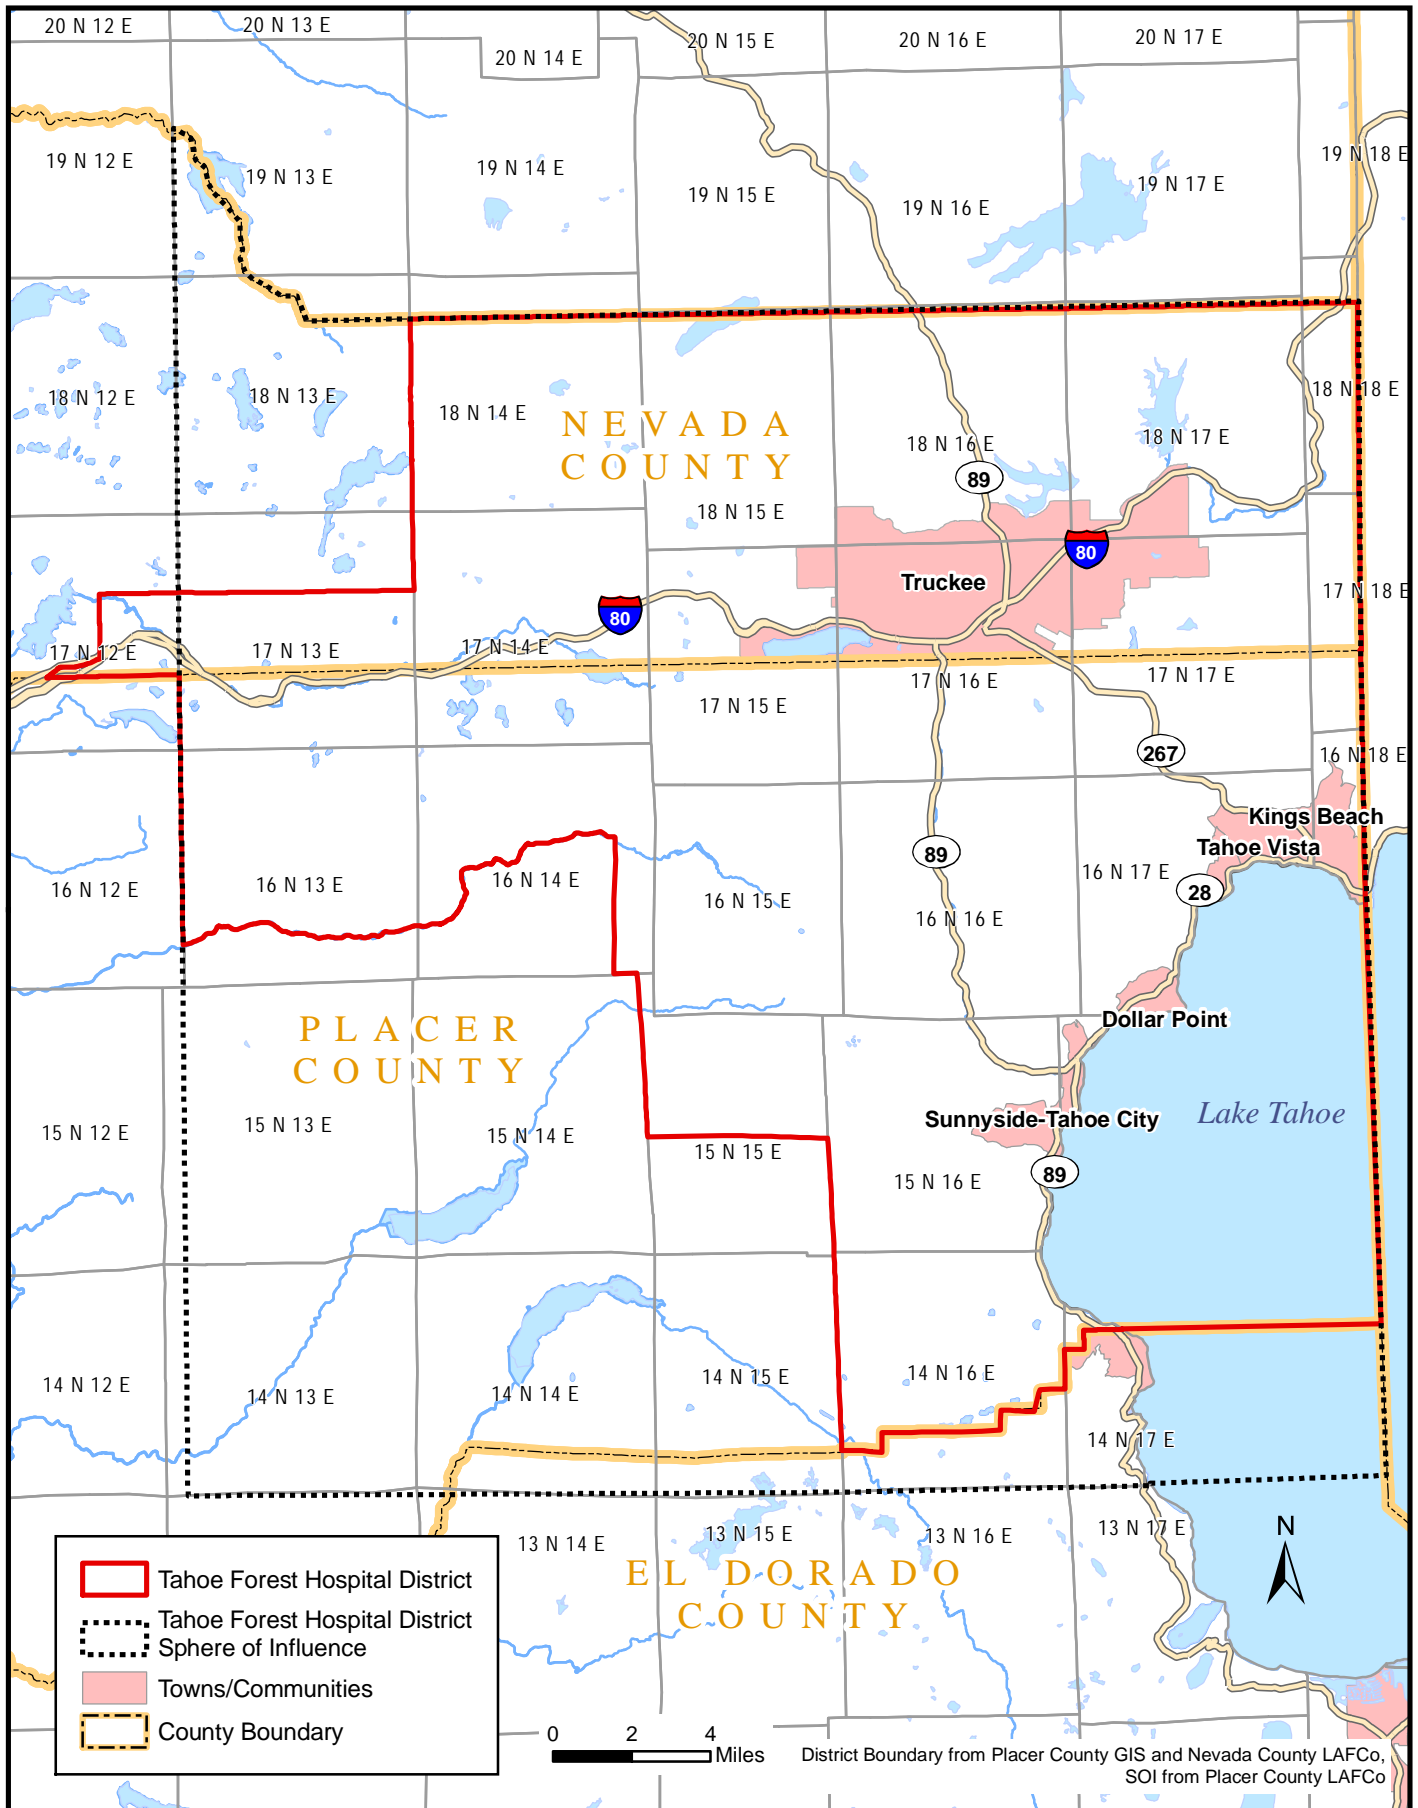 20 N 12 E
20 N 13 E
20 N 14 E
20 N 15 E
20 N 16 E
20 N 17 E
19 N 12 E
19 N 13 E
19 N 14 E
19 N 15 E
19 N 16 E
19 N 17 E
19 N 18 E
18 N 12 E
18 N 13 E
18 N 14 E
NEVADA
COUNTY
18 N 15 E
18 N 16 E
89
18 N 17 E
18 N 18 E
80
Truckee
80
17 N 12 E
17 N 13 E
17 N 14 E
17 N 15 E
17 N 16 E
17 N 17 E
17 N 18 E
267
16 N 18 E
Kings Beach
Tahoe Vista
89
28
16 N 12 E
16 N 13 E
16 N 14 E
16 N 15 E
16 N 16 E
16 N 17 E
PLACER
COUNTY
Dollar Point
Sunnyside-Tahoe City
Lake Tahoe
89
15 N 12 E
15 N 13 E
15 N 14 E
15 N 15 E
15 N 16 E
14 N 12 E
14 N 13 E
14 N 14 E
14 N 15 E
14 N 16 E
14 N 17 E
13 N 14 E
13 N 15 E
13 N 16 E
13 N 17 E
EL DORADO
COUNTY
N
Tahoe Forest Hospital District
Tahoe Forest Hospital District
Sphere of Influence
Towns/Communities
County Boundary
0 2 4
Miles
District Boundary from Placer County GIS and Nevada County LAFCo,
SOI from Placer County LAFCo